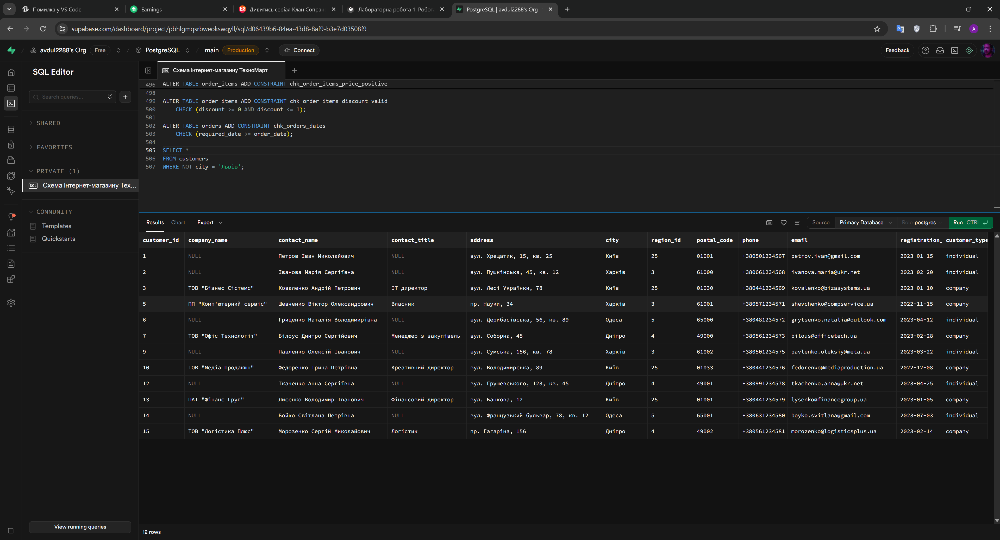 Помилка у VS Code
Earnings
Дивитись серіал Клан Сопран
Лабораторна робота 1. Робот
PostgreSQL | avdul2288's Org |
supabase.com/dashboard/project/pbhlgmqsrbweokswqyll/sql/d06439b6-84ea-43d8-8af9-b3e7d03508f9
A
avdul2288's Org Free / PostgreSQL / main Production Connect
Feedback
SQL Editor
Search queries...
SHARED
FAVORITES
PRIVATE (1)
SQL Схема інтернет-магазину Тех...
COMMUNITY
Templates
Quickstarts
View running queries
SQL Схема інтернет-магазину ТехноМарт
496 ALTER TABLE order_items ADD CONSTRAINT chk_order_items_price_positive
498
499 ALTER TABLE order_items ADD CONSTRAINT chk_order_items_discount_valid
500 CHECK (discount >= 0 AND discount <= 1);
501
502 ALTER TABLE orders ADD CONSTRAINT chk_orders_dates
503 CHECK (required_date >= order_date);
504
505 SELECT *
506 FROM customers
507 WHERE NOT city = 'Львів';
Results Chart Export
Source Primary Database Role postgres Run CTRL
customer_id company_name contact_name contact_title address city region_id postal_code phone email registration_ customer_type
1 NULL Петров Іван Миколайович NULL вул. Хрещатик, 15, кв. 25 Київ 25 01001 +380501234567 petrov.ivan@gmail.com 2023-01-15 individual
2 NULL Іванова Марія Сергіївна NULL вул. Пушкінська, 45, кв. 12 Харків 3 61000 +380661234568 ivanova.maria@ukr.net 2023-02-20 individual
3 ТОВ "Бізнес Сістемс" Коваленко Андрій Петрович ІТ-директор вул. Лесі Українки, 78 Київ 25 01030 +380441234569 kovalenko@bizasystems.ua 2023-01-10 company
5 ПП "Комп'ютерний сервіс" Шевченко Віктор Олександрович Власник пр. Науки, 34 Харків 3 61001 +380571234571 shevchenko@compservice.ua 2022-11-15 company
6 NULL Гриценко Наталія Володимирівна NULL вул. Дерибасівська, 56, кв. 89 Одеса 5 65000 +380481234572 grytsenko.natalia@outlook.com 2023-04-12 individual
7 ТОВ "Офіс Технології" Білоус Дмитро Сергійович Менеджер з закупівель вул. Соборна, 45 Дніпро 4 49000 +380561234573 bilous@officetech.ua 2023-02-28 company
9 NULL Павленко Олексій Іванович NULL вул. Сумська, 156, кв. 78 Харків 3 61002 +380501234575 pavlenko.oleksiy@meta.ua 2023-03-22 individual
10 ТОВ "Медіа Продакшн" Федоренко Ірина Петрівна Креативний директор вул. Володимирська, 89 Київ 25 01033 +380441234576 fedorenko@mediaproduction.ua 2022-12-08 company
12 NULL Ткаченко Анна Сергіївна NULL вул. Грушевського, 123, кв. 45 Дніпро 4 49001 +380991234578 tkachenko.anna@ukr.net 2023-04-25 individual
13 ПАТ "Фінанс Груп" Лисенко Володимир Іванович Фінансовий директор вул. Банкова, 12 Київ 25 01001 +380441234579 lysenko@financegroup.ua 2023-01-05 company
14 NULL Бойко Світлана Петрівна NULL вул. Французький бульвар, 78, кв. 12 Одеса 5 65001 +380631234580 boyko.svitlana@gmail.com 2023-07-03 individual
15 ТОВ "Логістика Плюс" Морозенко Сергій Миколайович Логістик пр. Гагаріна, 156 Дніпро 4 49002 +380561234581 morozenko@logisticsplus.ua 2023-02-14 company
12 rows